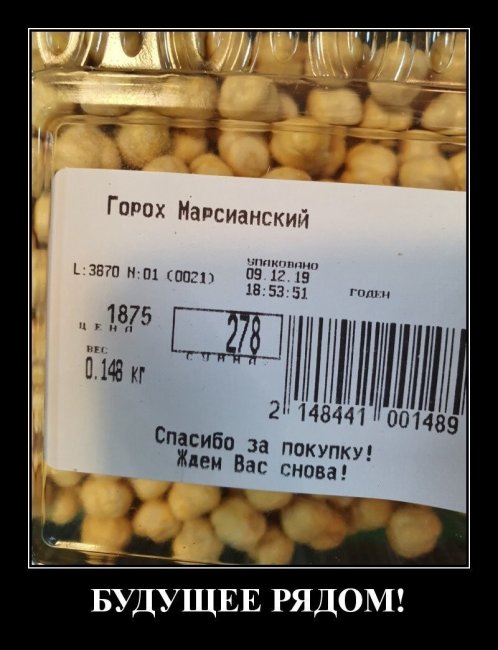 Горох Марсианский
L:3870 N:01 (0021)
УПАКОВАНО
09.12.19
18:53:51
ГОДЕН
1875
ЦЕНА
278
СУММА
ВЕС
0.148 кг
2 148441 001489
Спасибо за покупку!
Ждем Вас снова!
БУДУЩЕЕ РЯДОМ!